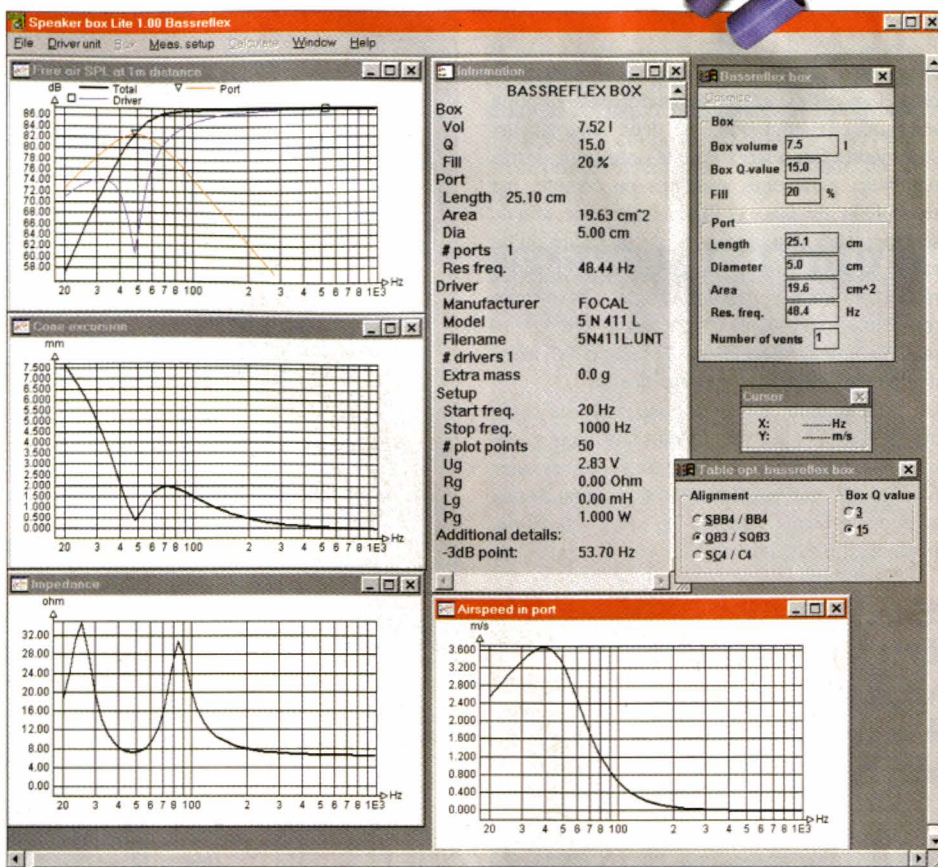 Speaker box Lite 1.00 Bassreflex
File Driver unit Box Meas. setup Calculate Window Help
Free air SPL at 1m distance
dB Total Port
Driver
86.00
84.00
82.00
80.00
78.00
76.00
74.00
72.00
70.00
68.00
66.00
64.00
62.00
60.00
58.00
20 3 4 5 6 7 8 100 2 3 4 5 6 7 8 1E3 Hz
Cone excursion
mm
7.500
7.000
6.500
6.000
5.500
5.000
4.500
4.000
3.500
3.000
2.500
2.000
1.500
1.000
0.500
0.000
20 3 4 5 6 7 8 100 2 3 4 5 6 7 8 1E3 Hz
Impedance
ohm
32.00
28.00
24.00
20.00
16.00
12.00
8.00
4.00
0.00
20 3 4 5 6 7 8 100 2 3 4 5 6 7 8 1E3 Hz
Information
BASSREFLEX BOX
Box
Vol 7.52 l
Q 15.0
Fill 20 %
Port
Length 25.10 cm
Area 19.63 cm^2
Dia 5.00 cm
# ports 1
Res freq. 48.44 Hz
Driver
Manufacturer FOCAL
Model 5 N 411 L
Filename 5N411L.UNT
# drivers 1
Extra mass 0.0 g
Setup
Start freq. 20 Hz
Stop freq. 1000 Hz
# plot points 50
Ug 2.83 V
Rg 0.00 Ohm
Lg 0.00 mH
Pg 1.000 W
Additional details:
-3dB point: 53.70 Hz
Bassreflex box
Optimise
Box
Box volume 7.5 l
Box Q-value 15.0
Fill 20 %
Port
Length 25.1 cm
Diameter 5.0 cm
Area 19.6 cm^2
Res. freq. 48.4 Hz
Number of vents 1
Cursor
X: -------Hz
Y: -------m/s
Table opt. bassreflex box
Alignment
SBB4 / BB4
QB3 / SQB3
SC4 / C4
Box Q value
3
15
Airspeed in port
m/s
3.600
3.200
2.800
2.400
2.000
1.600
1.200
0.800
0.400
0.000
20 3 4 5 6 7 8 100 2 3 4 5 6 7 8 1E3 Hz